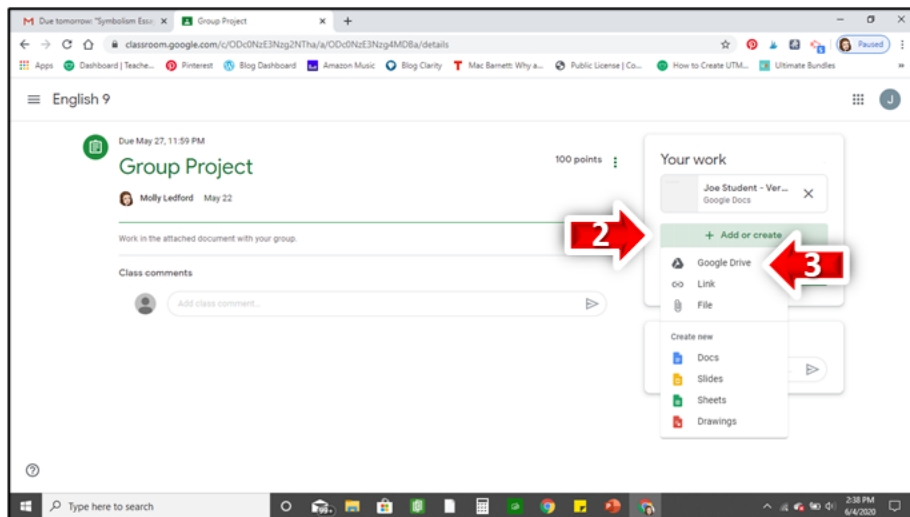 Due tomorrow: "Symbolism Essa
Group Project
classroom.google.com/c/ODc0NzE3Nzg2NTha/a/ODc0NzE3Nzg4MDBa/details
Paused
Apps
Dashboard | Teache...
Pinterest
Blog Dashboard
Amazon Music
Blog Clarity
Mac Barnett: Why a...
Public License | Co...
How to Create UTM...
Ultimate Bundles
English 9
J
Due May 27, 11:59 PM
Group Project
100 points
Molly Ledford May 22
Work in the attached document with your group.
Class comments
Add class comment...
Your work
Joe Student - Ver...
Google Docs
2
+ Add or create
3
Google Drive
Link
File
Create new
Docs
Slides
Sheets
Drawings
Type here to search
99+
2:38 PM
6/4/2020